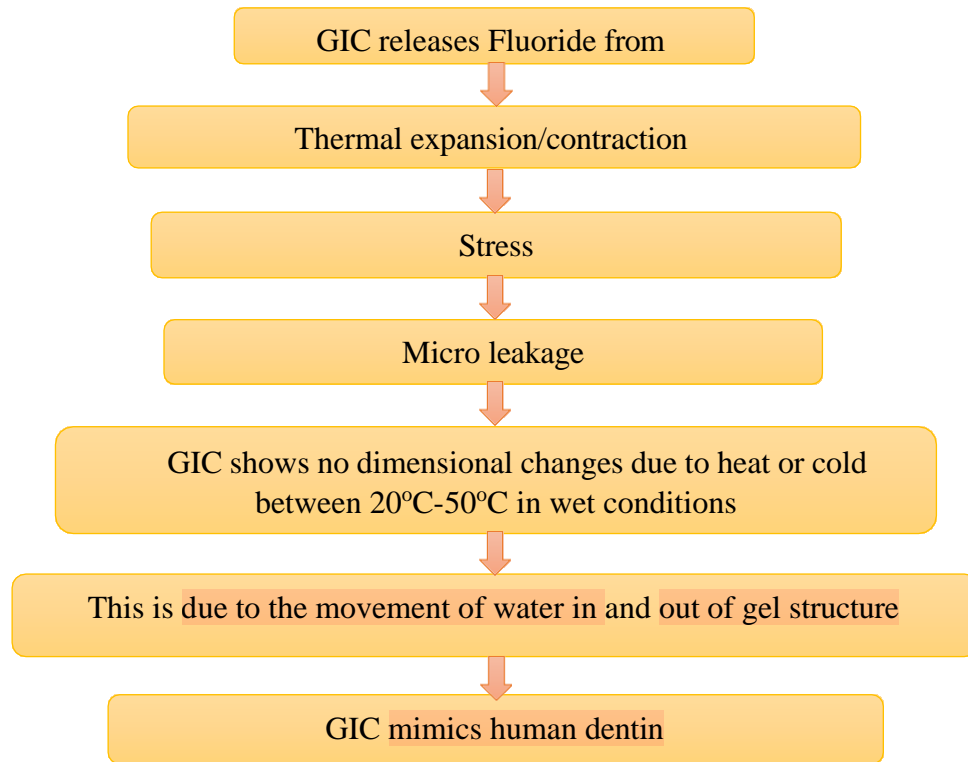 GIC releases Fluoride from
Thermal expansion/contraction
Stress
Micro leakage
GIC shows no dimensional changes due to heat or cold
between 20ºC-50ºC in wet conditions
This is due to the movement of water in and out of gel structure
GIC mimics human dentin